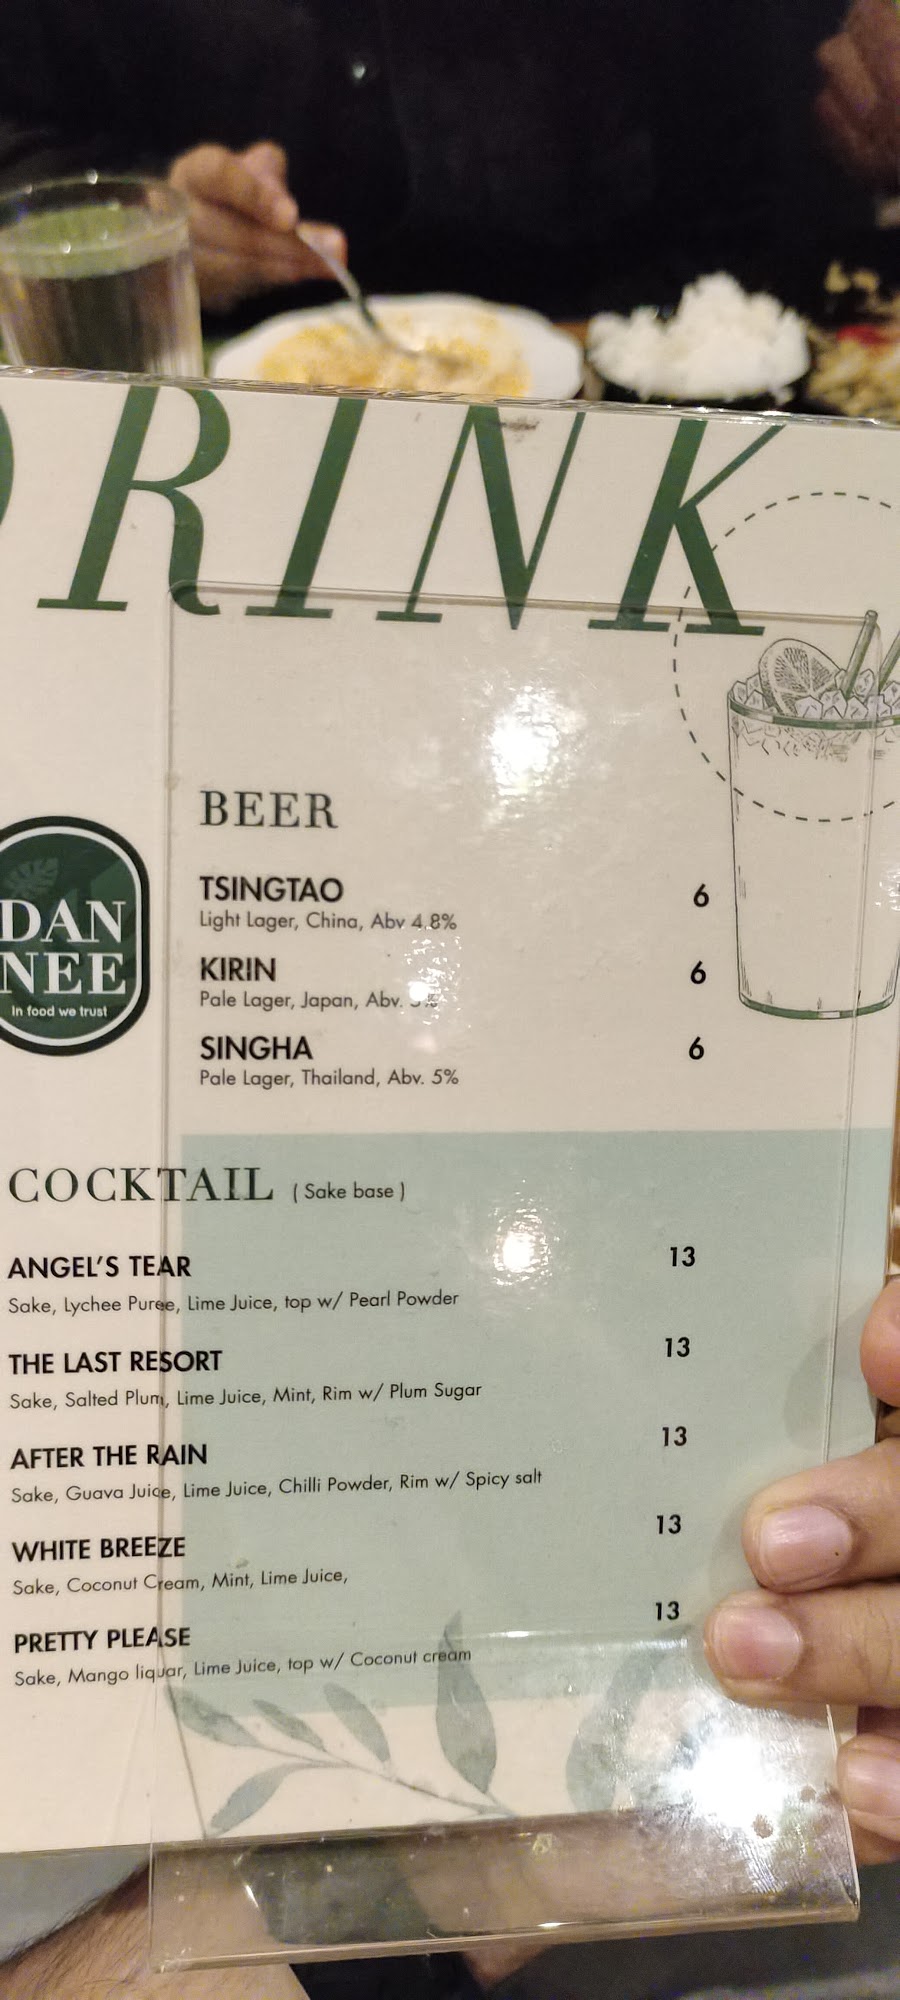 DRINK
BEER
TSINGTAO 6
Light Lager, China, Abv 4.8%
KIRIN 6
Pale Lager, Japan, Abv.
SINGHA 6
Pale Lager, Thailand, Abv. 5%
DAN
NEE
In food we trust
COCKTAIL ( Sake base )
ANGEL'S TEAR 13
Sake, Lychee Puree, Lime Juice, top w/ Pearl Powder
THE LAST RESORT 13
Sake, Salted Plum, Lime Juice, Mint, Rim w/ Plum Sugar
AFTER THE RAIN 13
Sake, Guava Juice, Lime Juice, Chilli Powder, Rim w/ Spicy salt
WHITE BREEZE 13
Sake, Coconut Cream, Mint, Lime Juice,
PRETTY PLEASE 13
Sake, Mango liquar, Lime Juice, top w/ Coconut cream